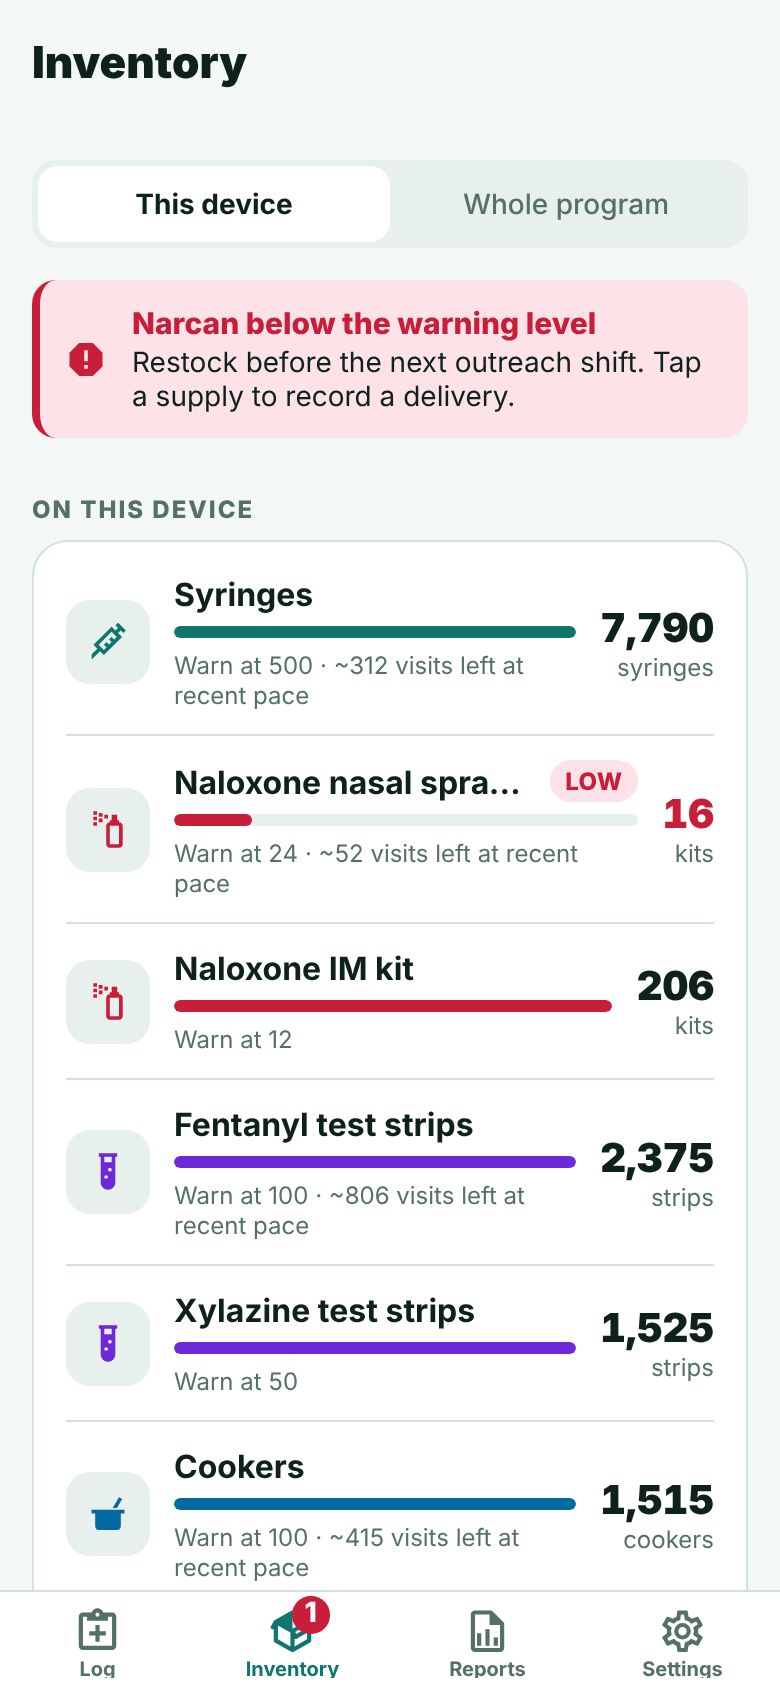 Inventory
This device
Whole program
Narcan below the warning level
Restock before the next outreach shift. Tap
a supply to record a delivery.
ON THIS DEVICE
Syringes
Warn at 500 · ~312 visits left at
recent pace
7,790
syringes
Naloxone nasal spra...
LOW
Warn at 24 · ~52 visits left at recent
pace
16
kits
Naloxone IM kit
Warn at 12
206
kits
Fentanyl test strips
Warn at 100 · ~806 visits left at
recent pace
2,375
strips
Xylazine test strips
Warn at 50
1,525
strips
Cookers
Warn at 100 · ~415 visits left at
recent pace
1,515
cookers
1
Log
Inventory
Reports
Settings